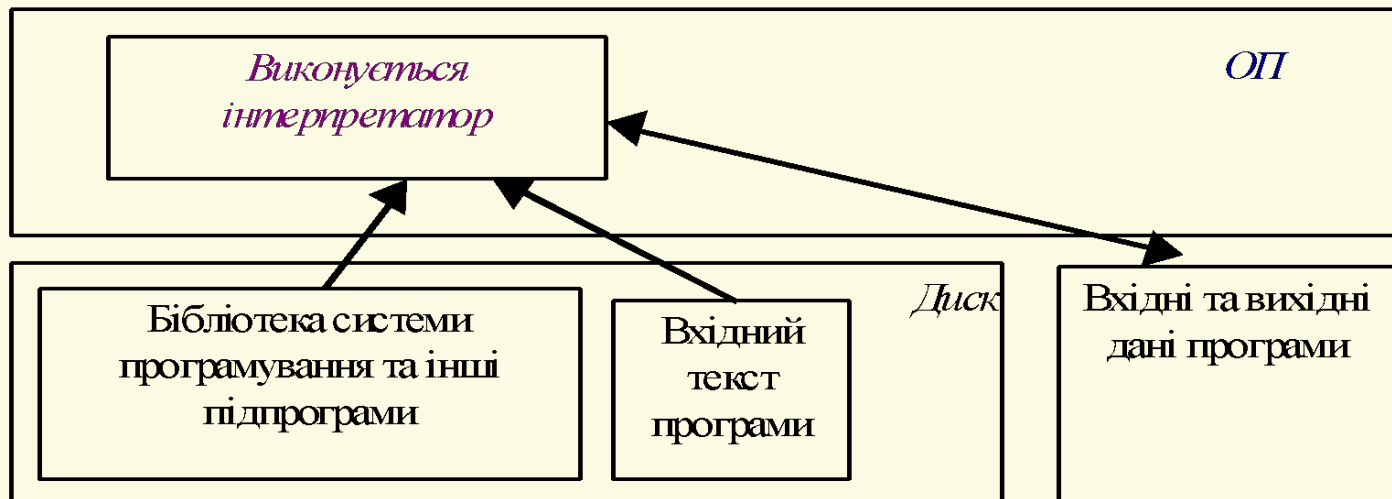 Виконується
інтерпретатор
ОП
Бібліотека системи
програмування та інші
підпрограми
Вхідний
текст
програми
Диск
Вхідні та вихідні
дані програми